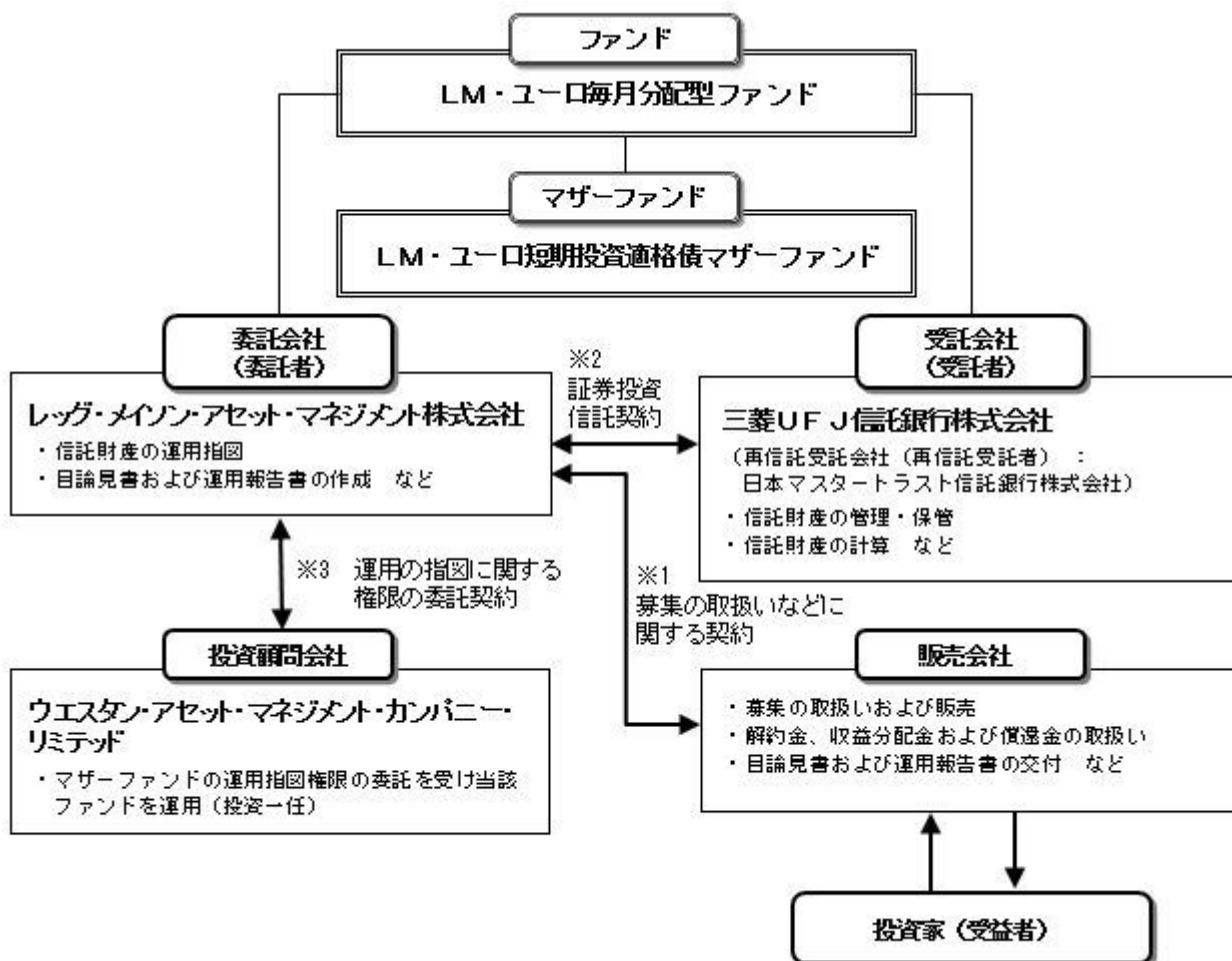 ファンド
LM・ユーロ毎月分配型ファンド
マザーファンド
LM・ユーロ短期投資適格債マザーファンド
委託会社
(委託者)
レッグ・メイソン・アセット・マネジメント株式会社
・信託財産の運用指図
・目論見書および運用報告書の作成 など
※2
証券投資
信託契約
受託会社
(受託者)
三菱UFJ信託銀行株式会社
(再信託受託会社(再信託受託者) :
日本マスタートラスト信託銀行株式会社)
・信託財産の管理・保管
・信託財産の計算 など
※3 運用の指図に関する
権限の委託契約
※1
募集の取扱いなどに
関する契約
投資顧問会社
ウエスタン・アセット・マネジメント・カンパニー・
リミテッド
・マザーファンドの運用指図権限の委託を受け当該
ファンドを運用(投資一任)
販売会社
・募集の取扱いおよび販売
・解約金、収益分配金および償還金の取扱い
・目論見書および運用報告書の交付 など
投資家(受益者)